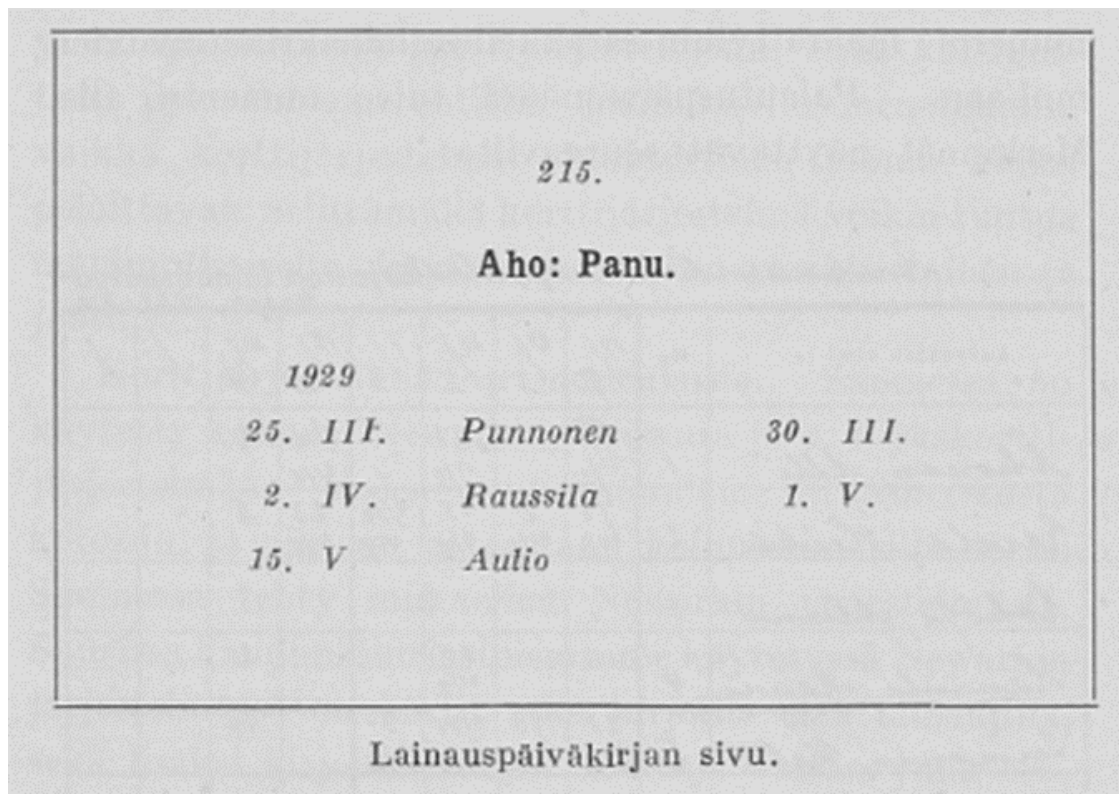 215.
Aho: Panu.
1929
25. III. Punnonen 30. III.
2. IV. Raussila 1. V.
15. V Aulio
Lainauspäiväkirjan sivu.